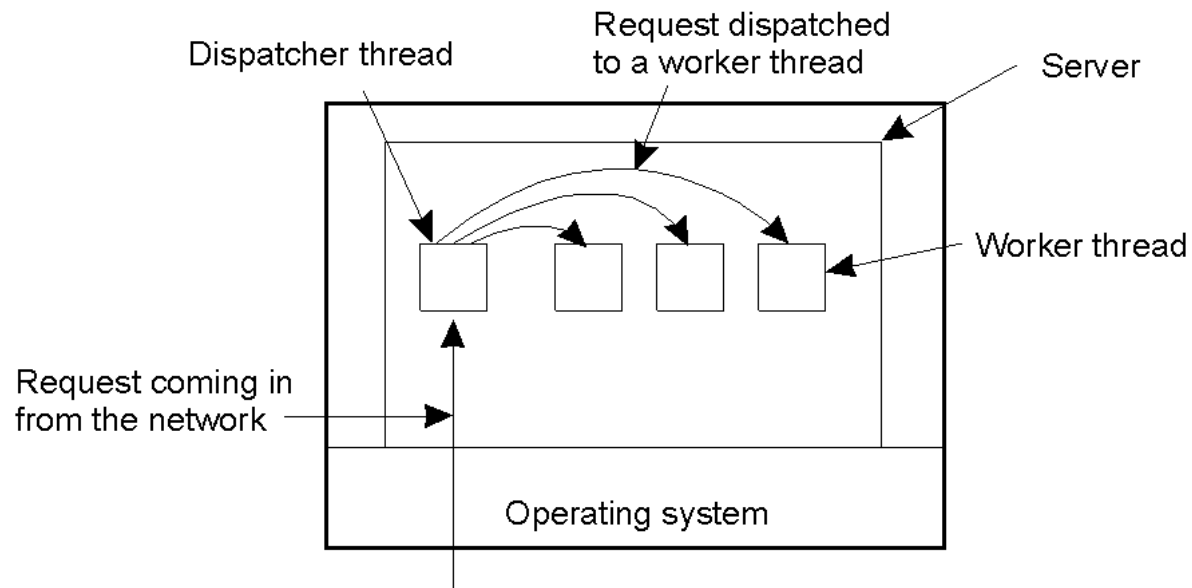 Request dispatched
to a worker thread
Dispatcher thread
Server
Worker thread
Request coming in
from the network
Operating system